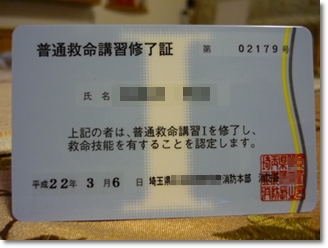 普通救命講習修了証 第 02179 号
氏 名
上記の者は、普通救命講習Ⅰを修了し、
救命技能を有することを認定します。
平成22年 3月 6日 埼玉県 消防本部 消防